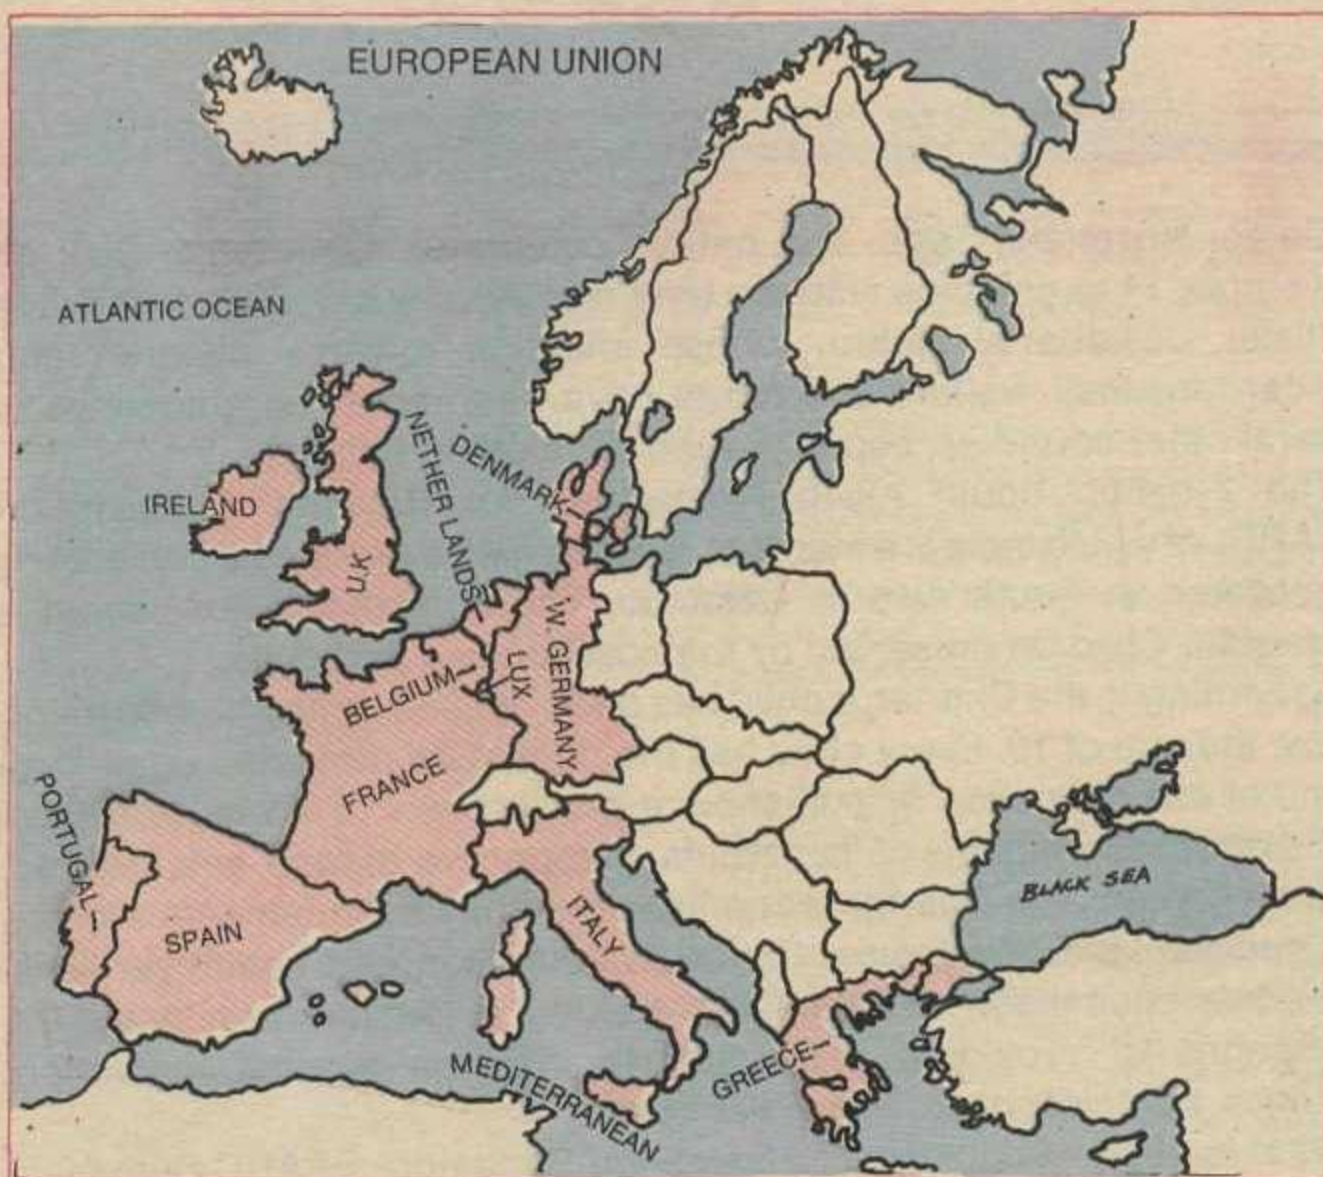 EUROPEAN UNION
ATLANTIC OCEAN
NETHER LANDS
DENMARK
IRELAND
U.K
W. GERMANY
LUX
BELGIUM
FRANCE
PORTUGAL
SPAIN
ITALY
BLACK SEA
GREECE
MEDITERRANEAN